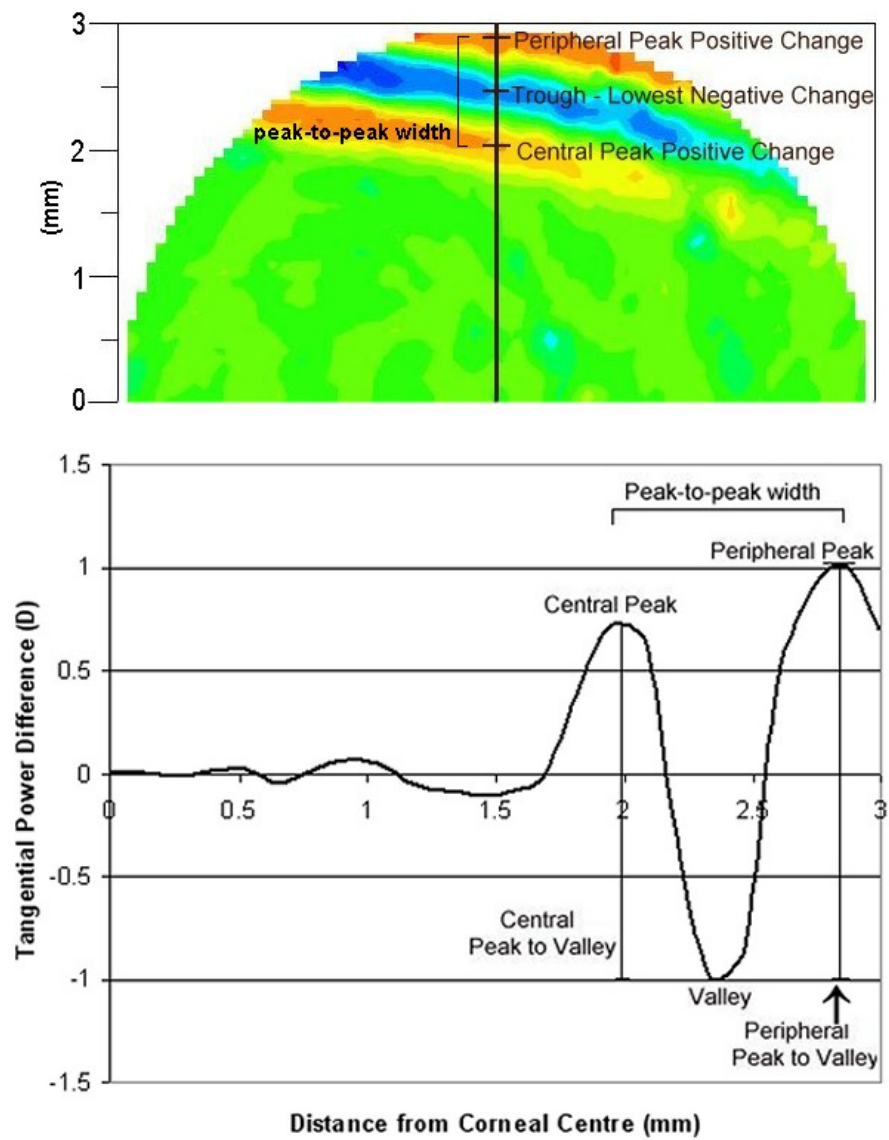 3
Peripheral Peak Positive Change
Trough - Lowest Negative Change
peak-to-peak width
2
Central Peak Positive Change
(mm)
1
0
1.5
Peak-to-peak width
Peripheral Peak
1
Central Peak
0.5
Tangential Power Difference (D)
0
0 0.5 1 1.5 2 2.5 3
-0.5
Central
Peak to Valley
-1
Valley
Peripheral
Peak to Valley
-1.5
Distance from Corneal Centre (mm)